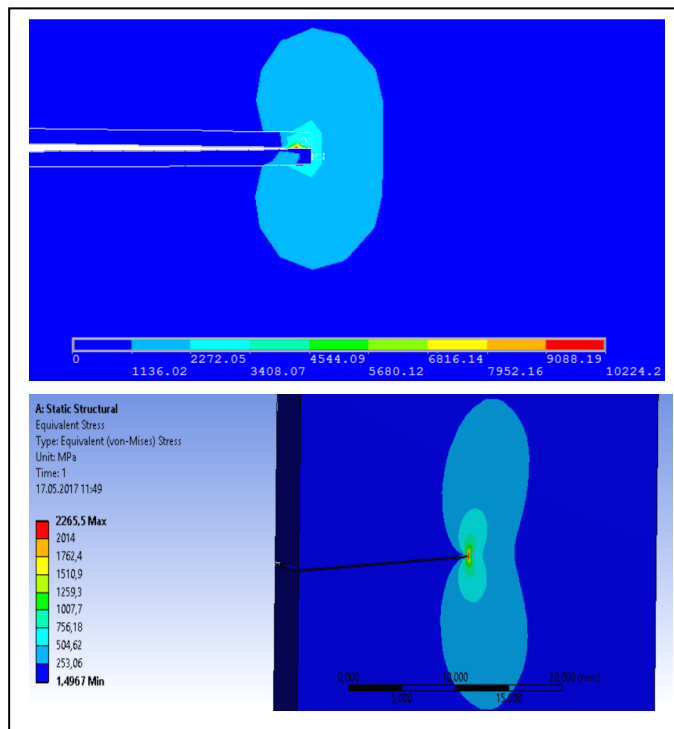 MX
MN
0
2272.05
4544.09
6816.14
9088.19
1136.02
3408.07
5680.12
7952.16
10224.2
A: Static Structural
Equivalent Stress
Type: Equivalent (von-Mises) Stress
Unit: MPa
Time: 1
17.05.2017 11:49
2265,5 Max
2014
1762,4
1510,9
1259,3
1007,7
756,18
504,62
253,06
1,4967 Min
0,000
10,000
20,000 (mm)
5,000
15,000